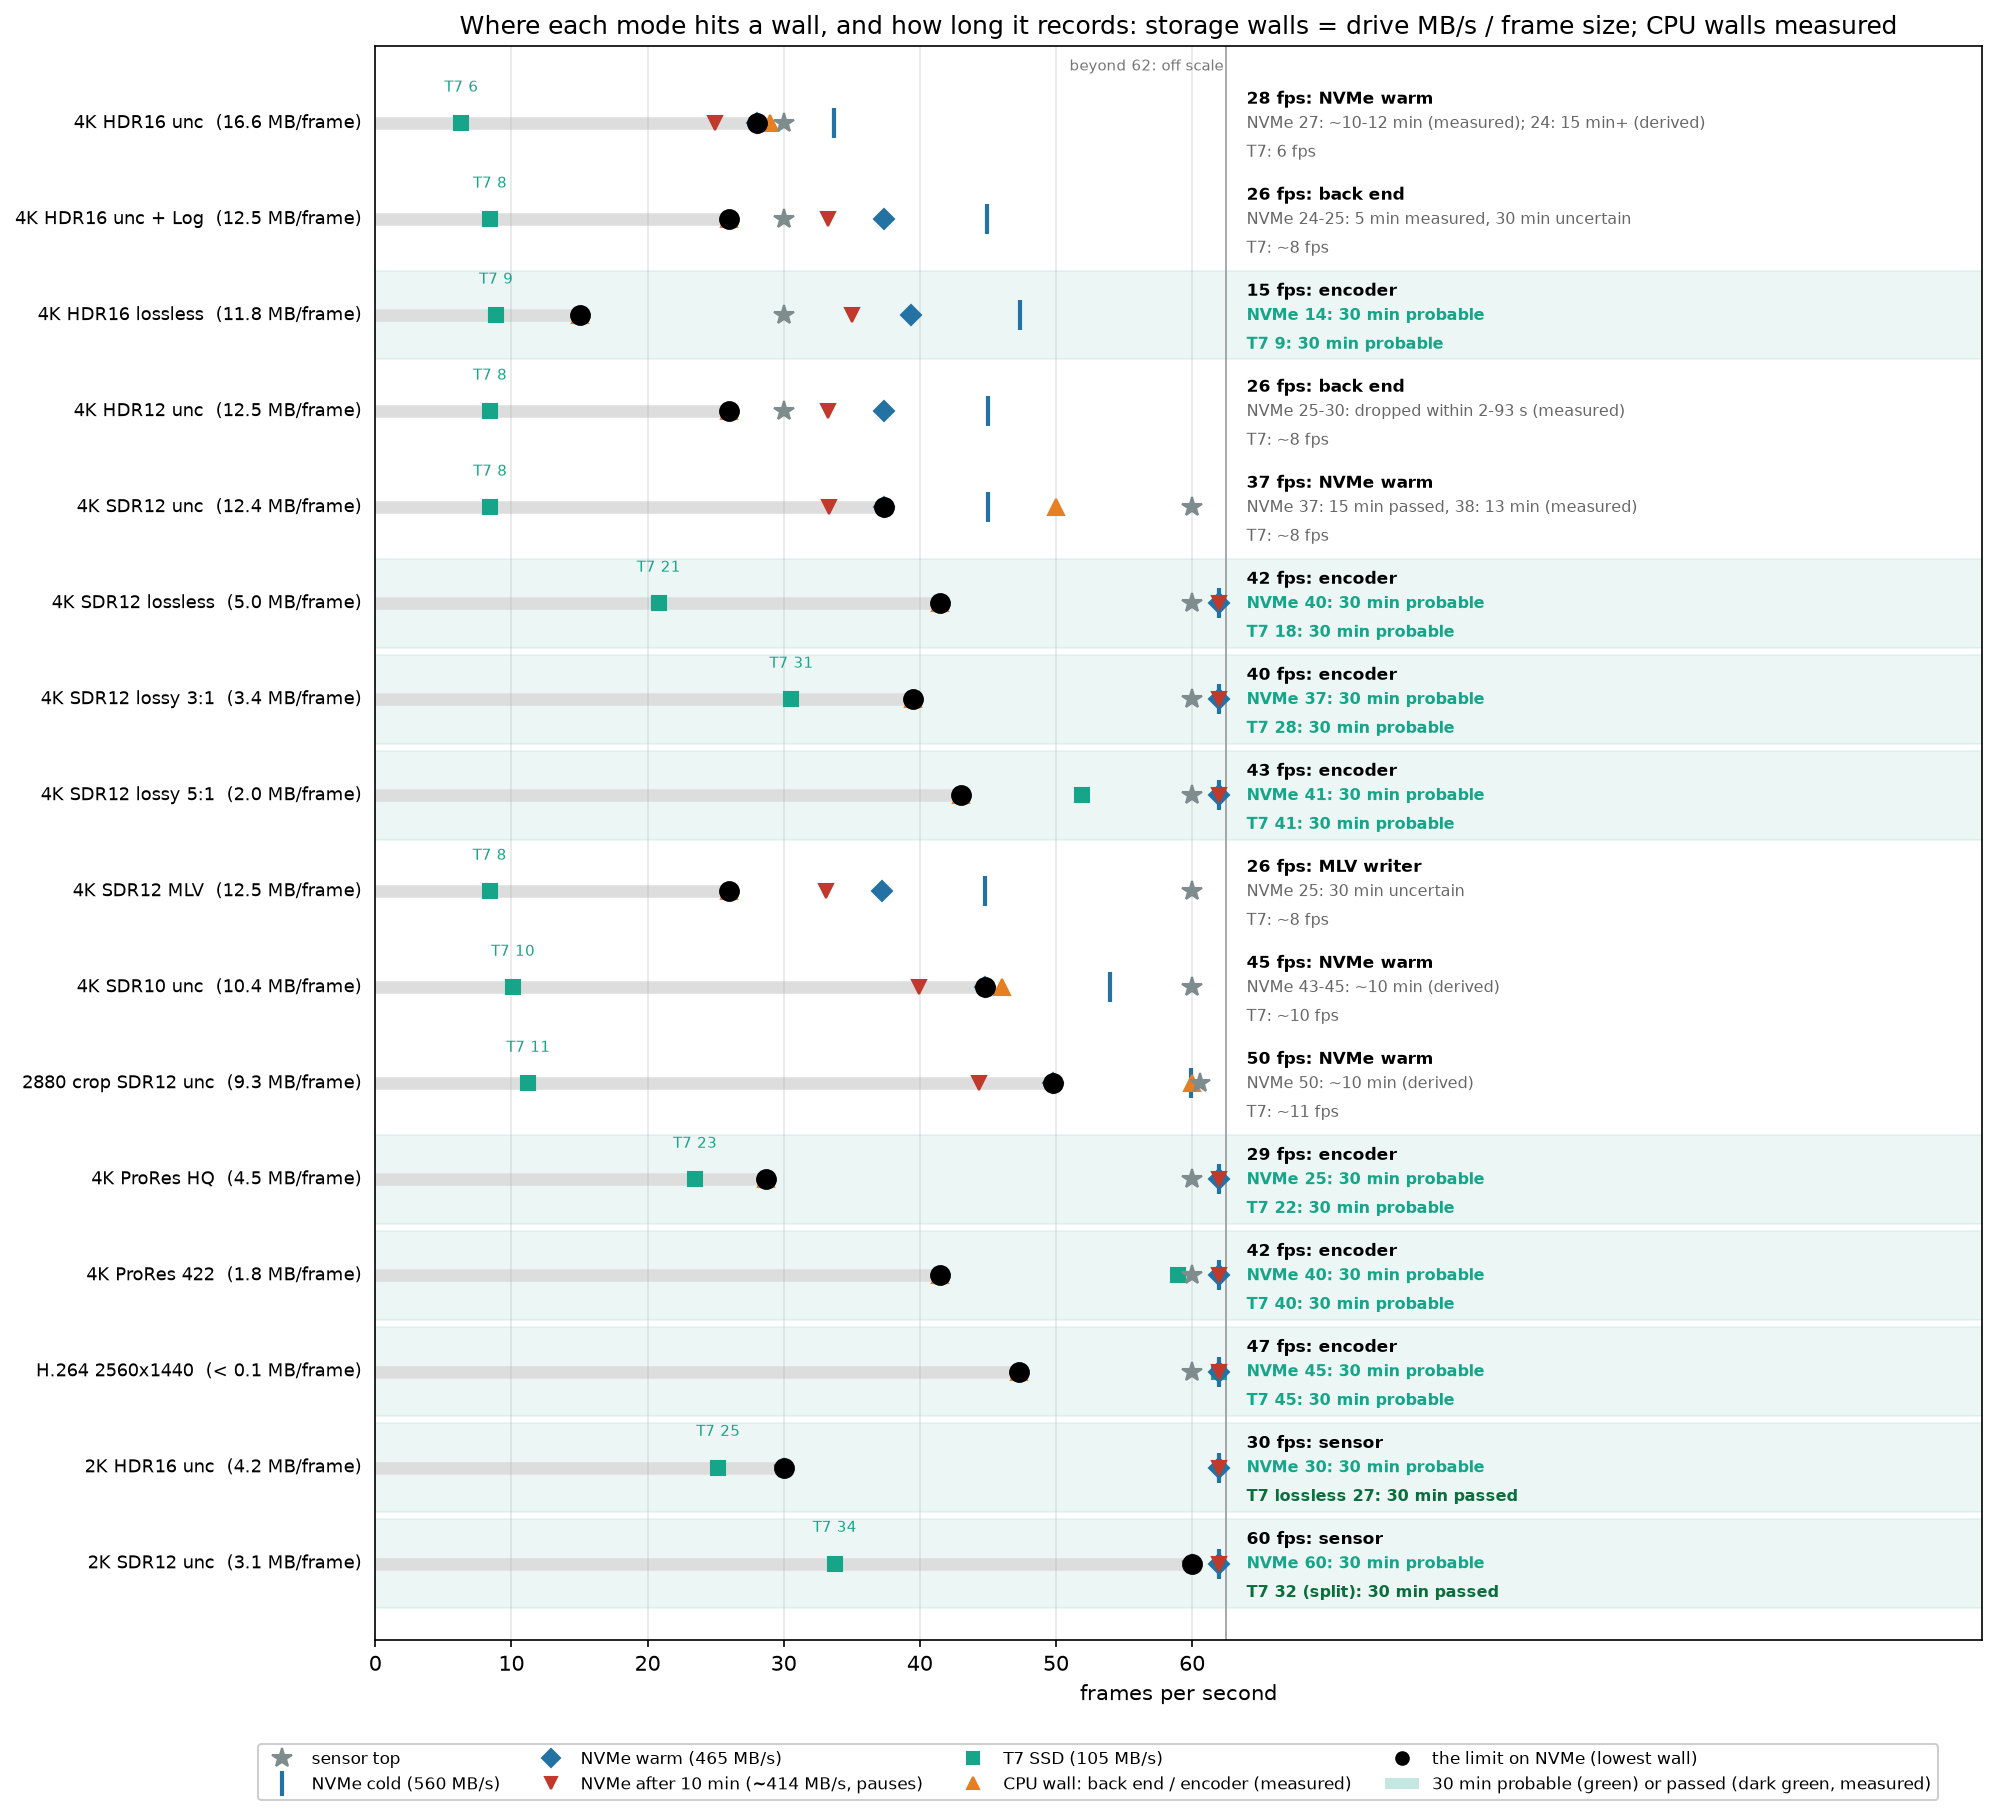 Where each mode hits a wall, and how long it records: storage walls = drive MB/s / frame size; CPU walls measured
beyond 62: off scale
T7 6
4K HDR16 unc (16.6 MB/frame)
28 fps: NVMe warm
NVMe 27: ~10-12 min (measured); 24: 15 min+ (derived)
T7: 6 fps
T7 8
4K HDR16 unc + Log (12.5 MB/frame)
26 fps: back end
NVMe 24-25: 5 min measured, 30 min uncertain
T7: ~8 fps
T7 9
4K HDR16 lossless (11.8 MB/frame)
15 fps: encoder
NVMe 14: 30 min probable
T7 9: 30 min probable
T7 8
4K HDR12 unc (12.5 MB/frame)
26 fps: back end
NVMe 25-30: dropped within 2-93 s (measured)
T7: ~8 fps
T7 8
4K SDR12 unc (12.4 MB/frame)
37 fps: NVMe warm
NVMe 37: 15 min passed, 38: 13 min (measured)
T7: ~8 fps
T7 21
4K SDR12 lossless (5.0 MB/frame)
42 fps: encoder
NVMe 40: 30 min probable
T7 18: 30 min probable
T7 31
4K SDR12 lossy 3:1 (3.4 MB/frame)
40 fps: encoder
NVMe 37: 30 min probable
T7 28: 30 min probable
4K SDR12 lossy 5:1 (2.0 MB/frame)
43 fps: encoder
NVMe 41: 30 min probable
T7 41: 30 min probable
T7 8
4K SDR12 MLV (12.5 MB/frame)
26 fps: MLV writer
NVMe 25: 30 min uncertain
T7: ~8 fps
T7 10
4K SDR10 unc (10.4 MB/frame)
45 fps: NVMe warm
NVMe 43-45: ~10 min (derived)
T7: ~10 fps
T7 11
2880 crop SDR12 unc (9.3 MB/frame)
50 fps: NVMe warm
NVMe 50: ~10 min (derived)
T7: ~11 fps
T7 23
4K ProRes HQ (4.5 MB/frame)
29 fps: encoder
NVMe 25: 30 min probable
T7 22: 30 min probable
4K ProRes 422 (1.8 MB/frame)
42 fps: encoder
NVMe 40: 30 min probable
T7 40: 30 min probable
H.264 2560x1440 (< 0.1 MB/frame)
47 fps: encoder
NVMe 45: 30 min probable
T7 45: 30 min probable
T7 25
2K HDR16 unc (4.2 MB/frame)
30 fps: sensor
NVMe 30: 30 min probable
T7 lossless 27: 30 min passed
T7 34
2K SDR12 unc (3.1 MB/frame)
60 fps: sensor
NVMe 60: 30 min probable
T7 32 (split): 30 min passed
0 10 20 30 40 50 60
frames per second
sensor top
NVMe cold (560 MB/s)
NVMe warm (465 MB/s)
NVMe after 10 min (~414 MB/s, pauses)
T7 SSD (105 MB/s)
CPU wall: back end / encoder (measured)
the limit on NVMe (lowest wall)
30 min probable (green) or passed (dark green, measured)